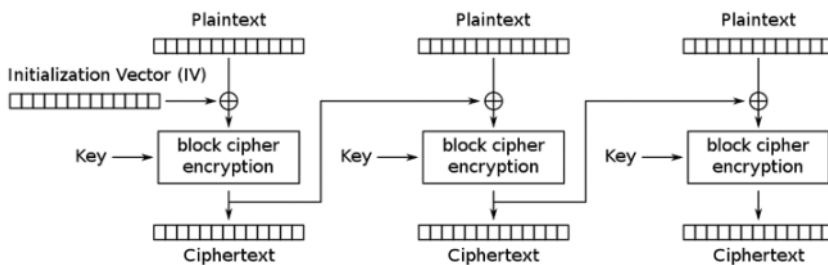 Plaintext Plaintext Plaintext
Initialization Vector (IV)
Key block cipher encryption Key block cipher encryption Key block cipher encryption
Ciphertext Ciphertext Ciphertext